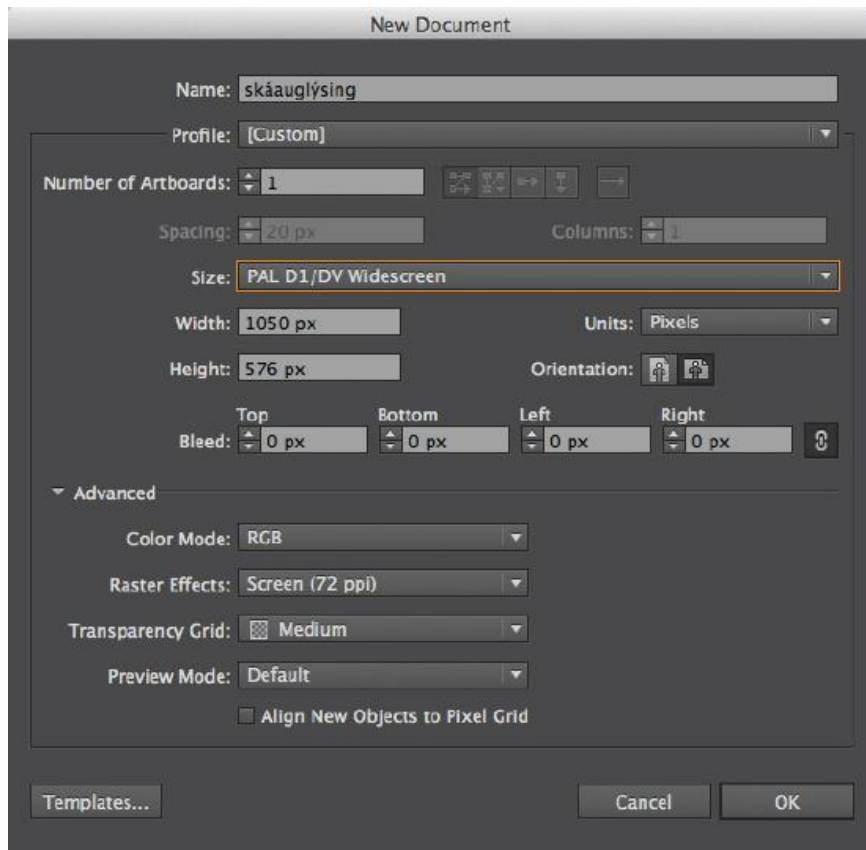 New Document
Name: skáauglýsing
Profile: [Custom]
Number of Artboards: 1
Spacing: 20 px Columns: 1
Size: PAL D1/DV Widescreen
Width: 1050 px Units: Pixels
Height: 576 px Orientation:
Top Bottom Left Right
Bleed: 0 px 0 px 0 px 0 px
Advanced
Color Mode: RGB
Raster Effects: Screen (72 ppi)
Transparency Grid: Medium
Preview Mode: Default
Align New Objects to Pixel Grid
Templates... Cancel OK